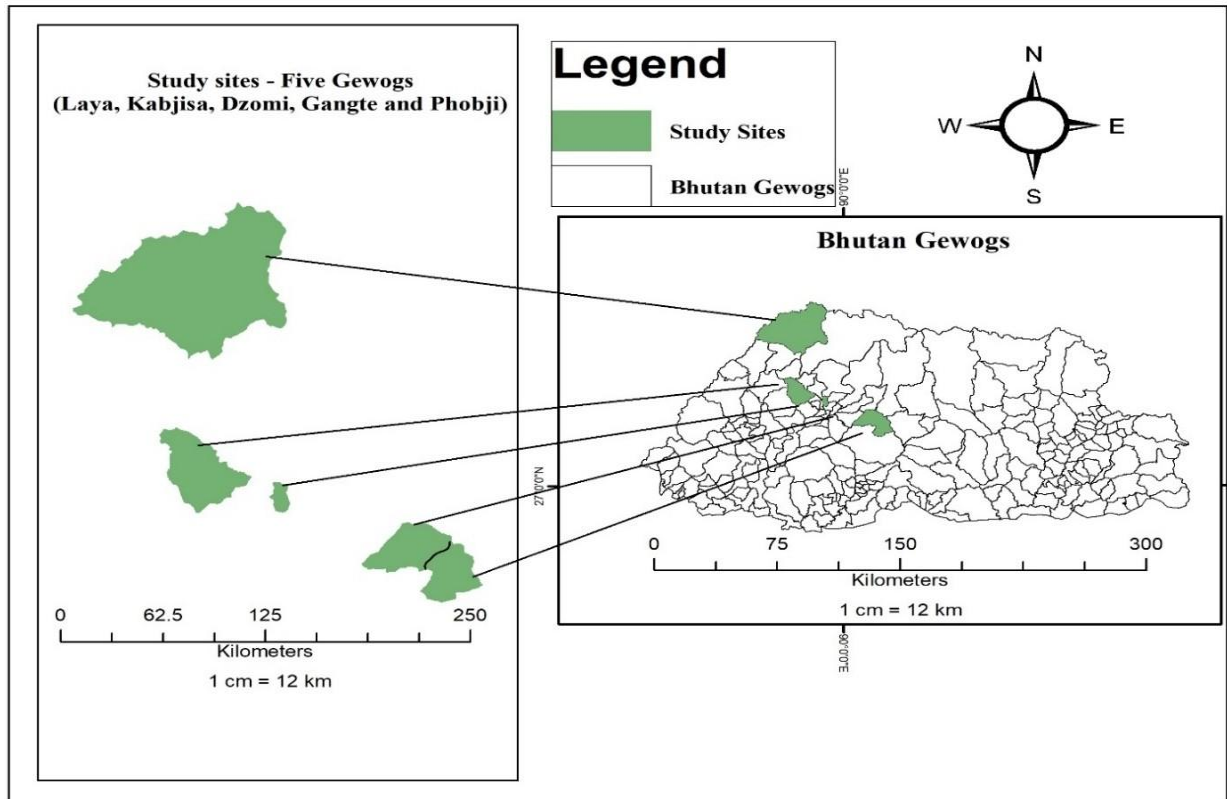 Study sites - Five Gewogs
(Laya, Kabjisa, Dzomi, Gangte and Phobji)
0 62.5 125 250
Kilometers
1 cm = 12 km
Legend
Study Sites
Bhutan Gewogs
N
W E
S
90°0'0"E
Bhutan Gewogs
27°0'0"N
0 75 150 300
Kilometers
1 cm = 12 km
90°0'0"E